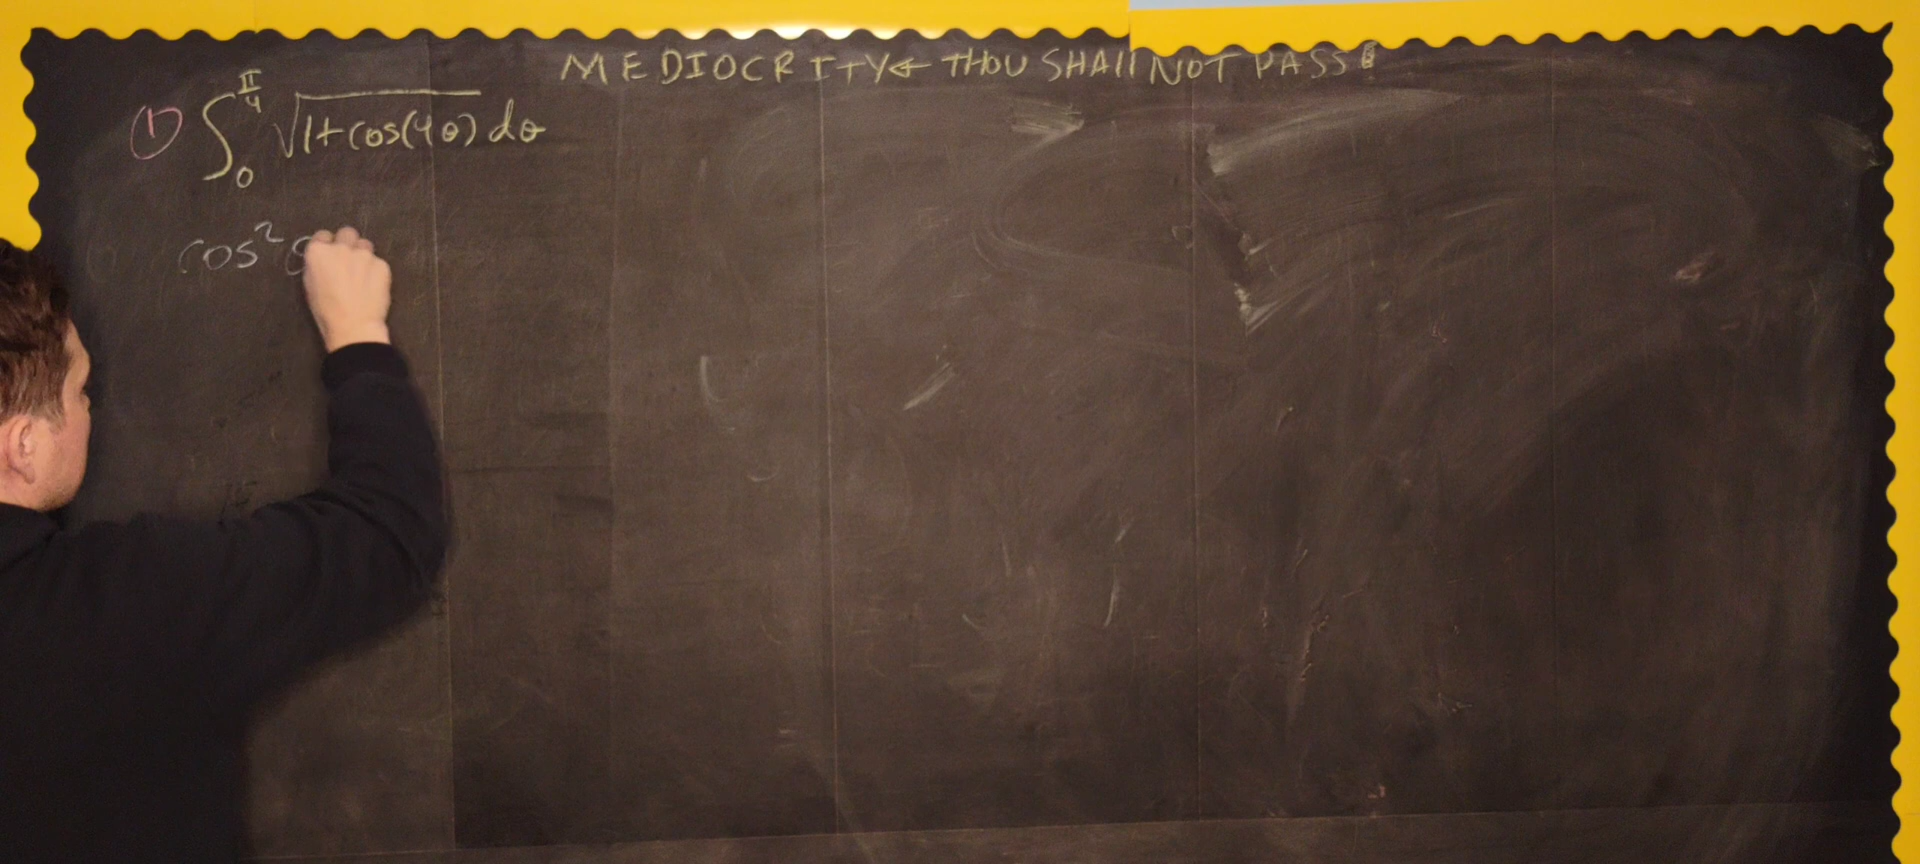 MEDIOCRITY← THOU SHAll NOT PASS!
① ∫₀^(π/4) √(1+cos(4θ)) dθ
cos²